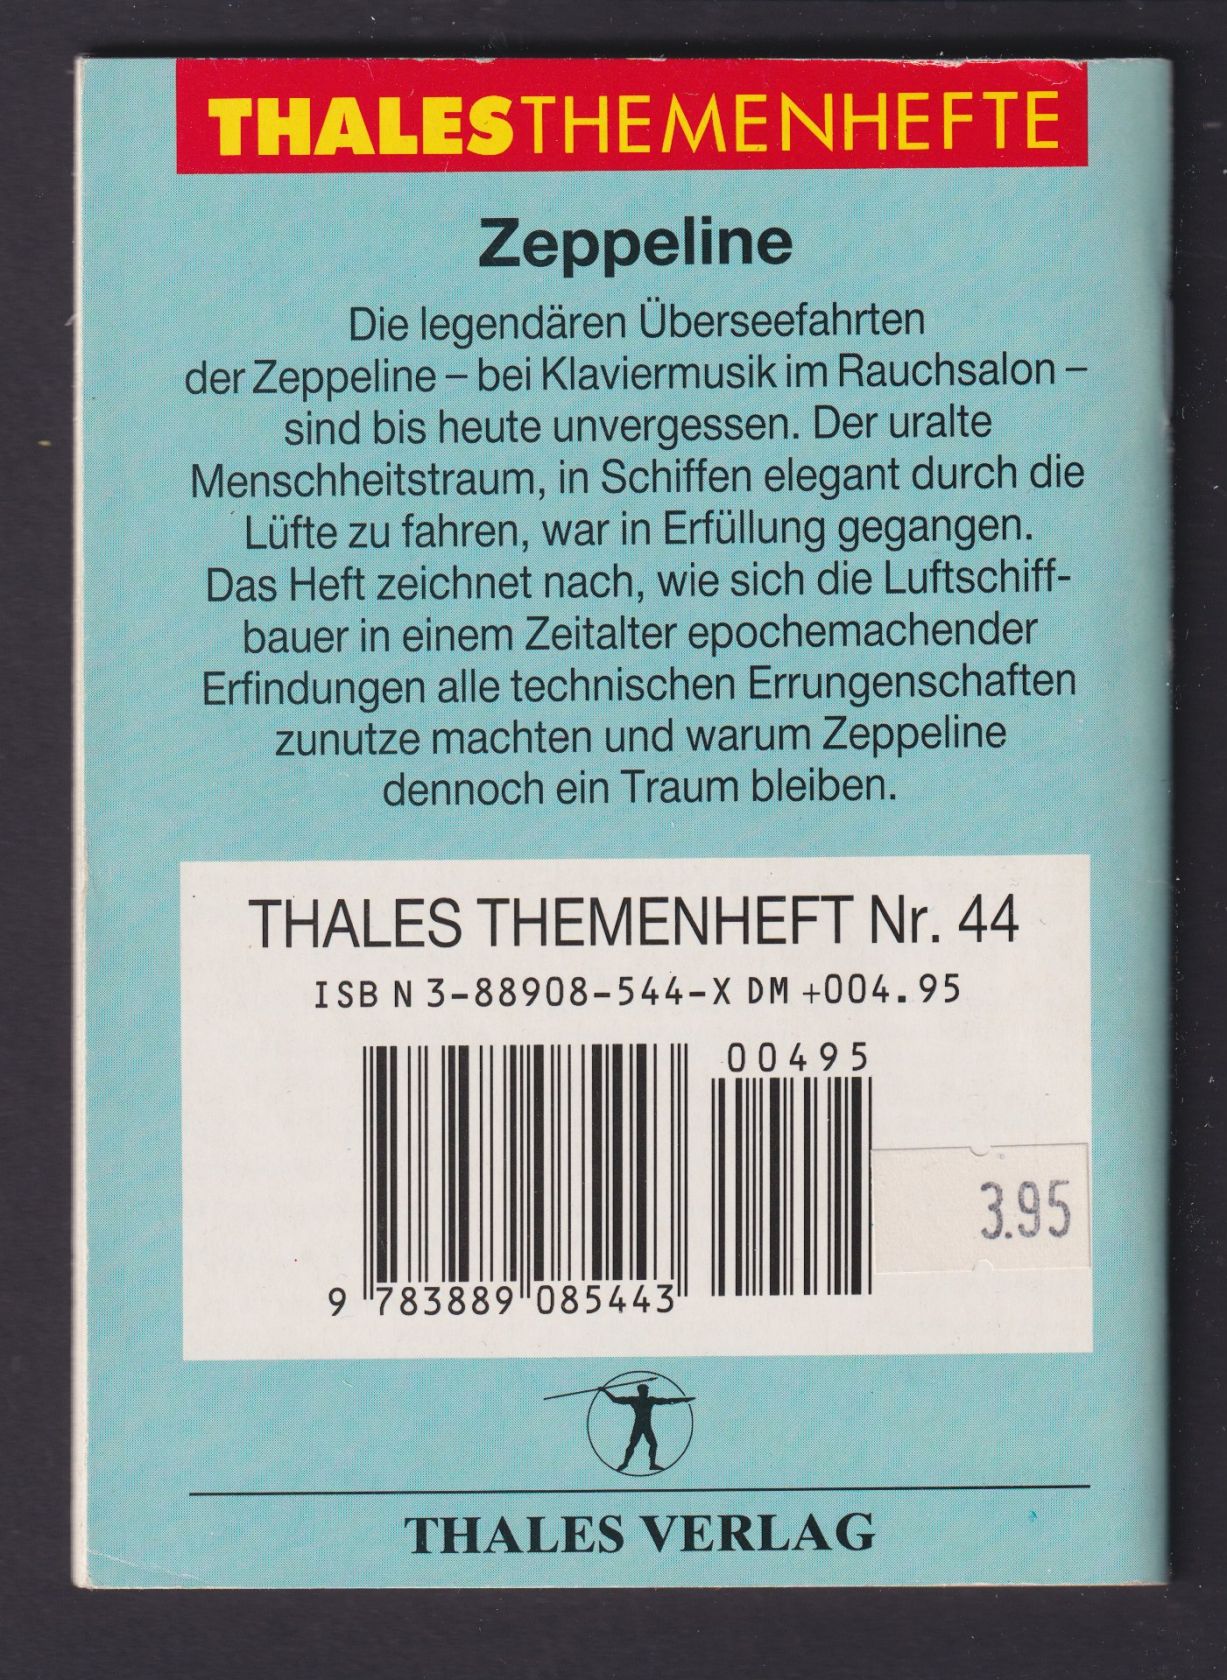 THALESTHEMENHEFTE
Zeppeline
Die legendären Überseefahrten
der Zeppeline – bei Klaviermusik im Rauchsalon –
sind bis heute unvergessen. Der uralte
Menschheitstraum, in Schiffen elegant durch die
Lüfte zu fahren, war in Erfüllung gegangen.
Das Heft zeichnet nach, wie sich die Luftschiff-
bauer in einem Zeitalter epochemachender
Erfindungen alle technischen Errungenschaften
zunutze machten und warum Zeppeline
dennoch ein Traum bleiben.
THALES THEMENHEFT Nr. 44
ISBN 3-88908-544-X DM +004.95
00495
3.95
9 783889 085443
THALES VERLAG